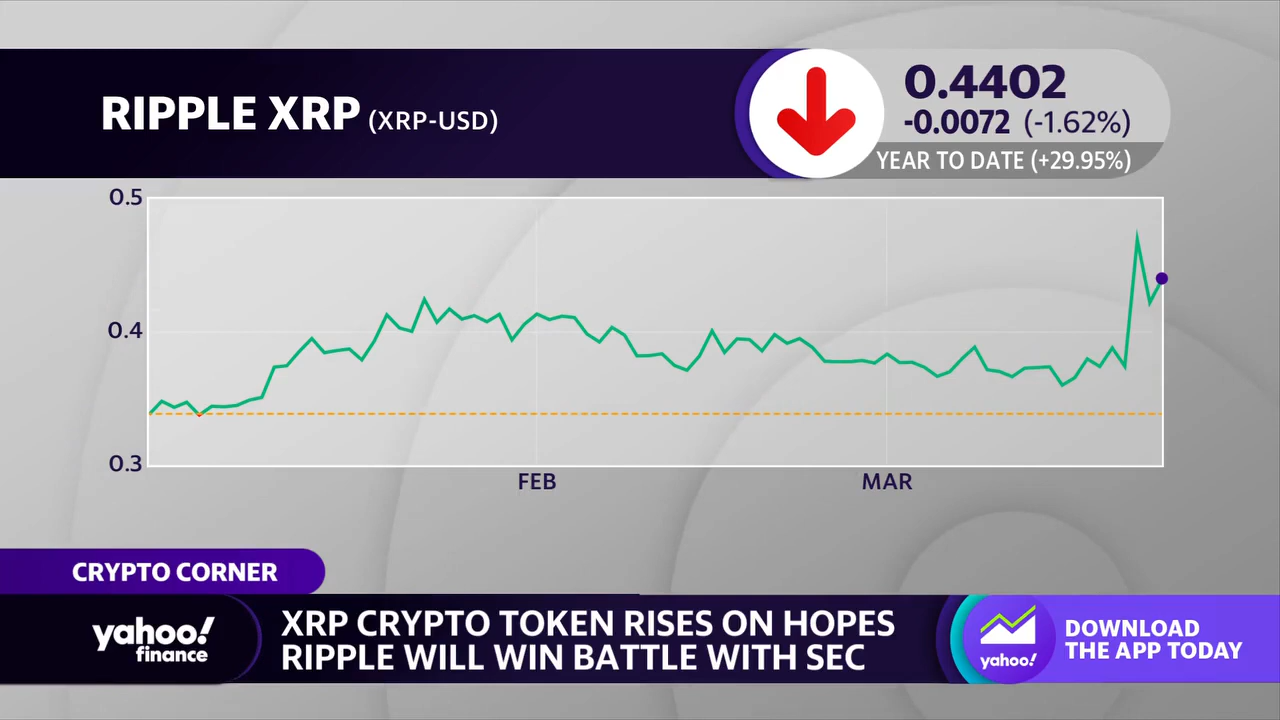 RIPPLE XRP (XRP-USD)
0.4402
-0.0072 (-1.62%)
YEAR TO DATE (+29.95%)
0.5
0.4
0.3
FEB MAR
CRYPTO CORNER
yahoo!
finance
XRP CRYPTO TOKEN RISES ON HOPES
RIPPLE WILL WIN BATTLE WITH SEC
yahoo!
DOWNLOAD
THE APP TODAY